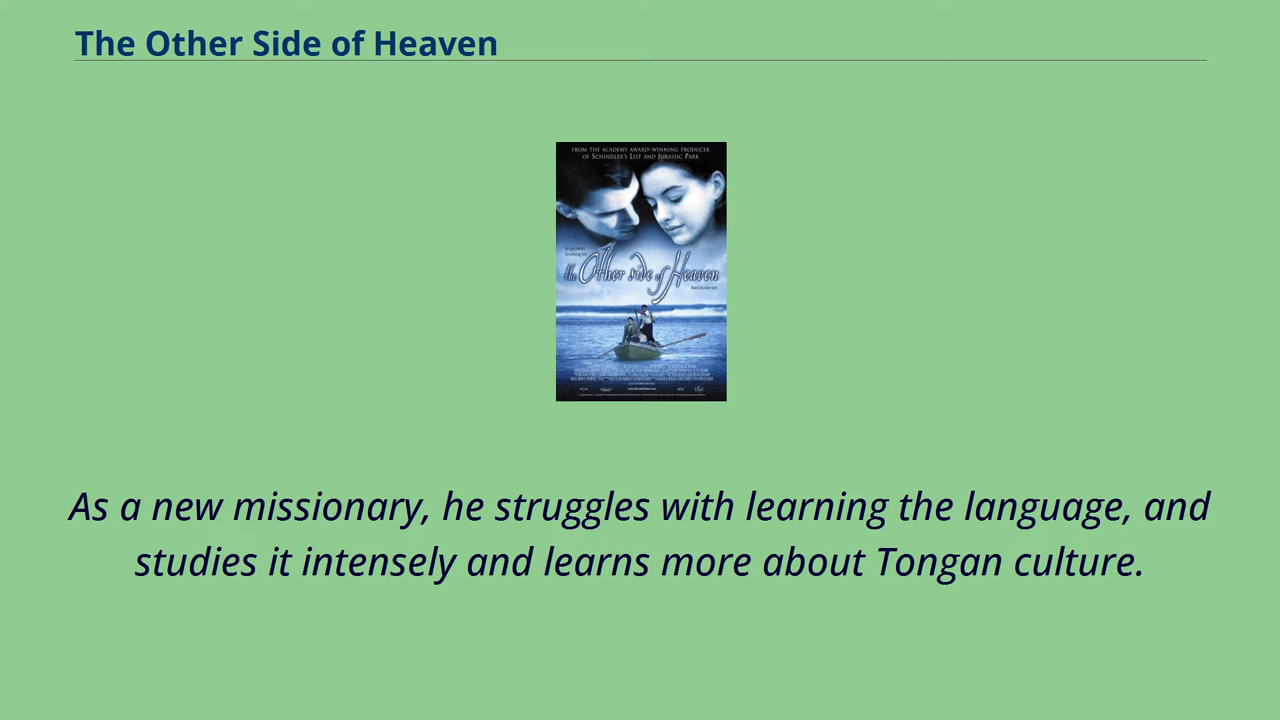 The Other Side of Heaven
FROM THE ACADEMY AWARD-WINNING PRODUCER
OF SCHINDLER'S LIST AND JURASSIC PARK
the Other side of Heaven
As a new missionary, he struggles with learning the language, and
studies it intensely and learns more about Tongan culture.